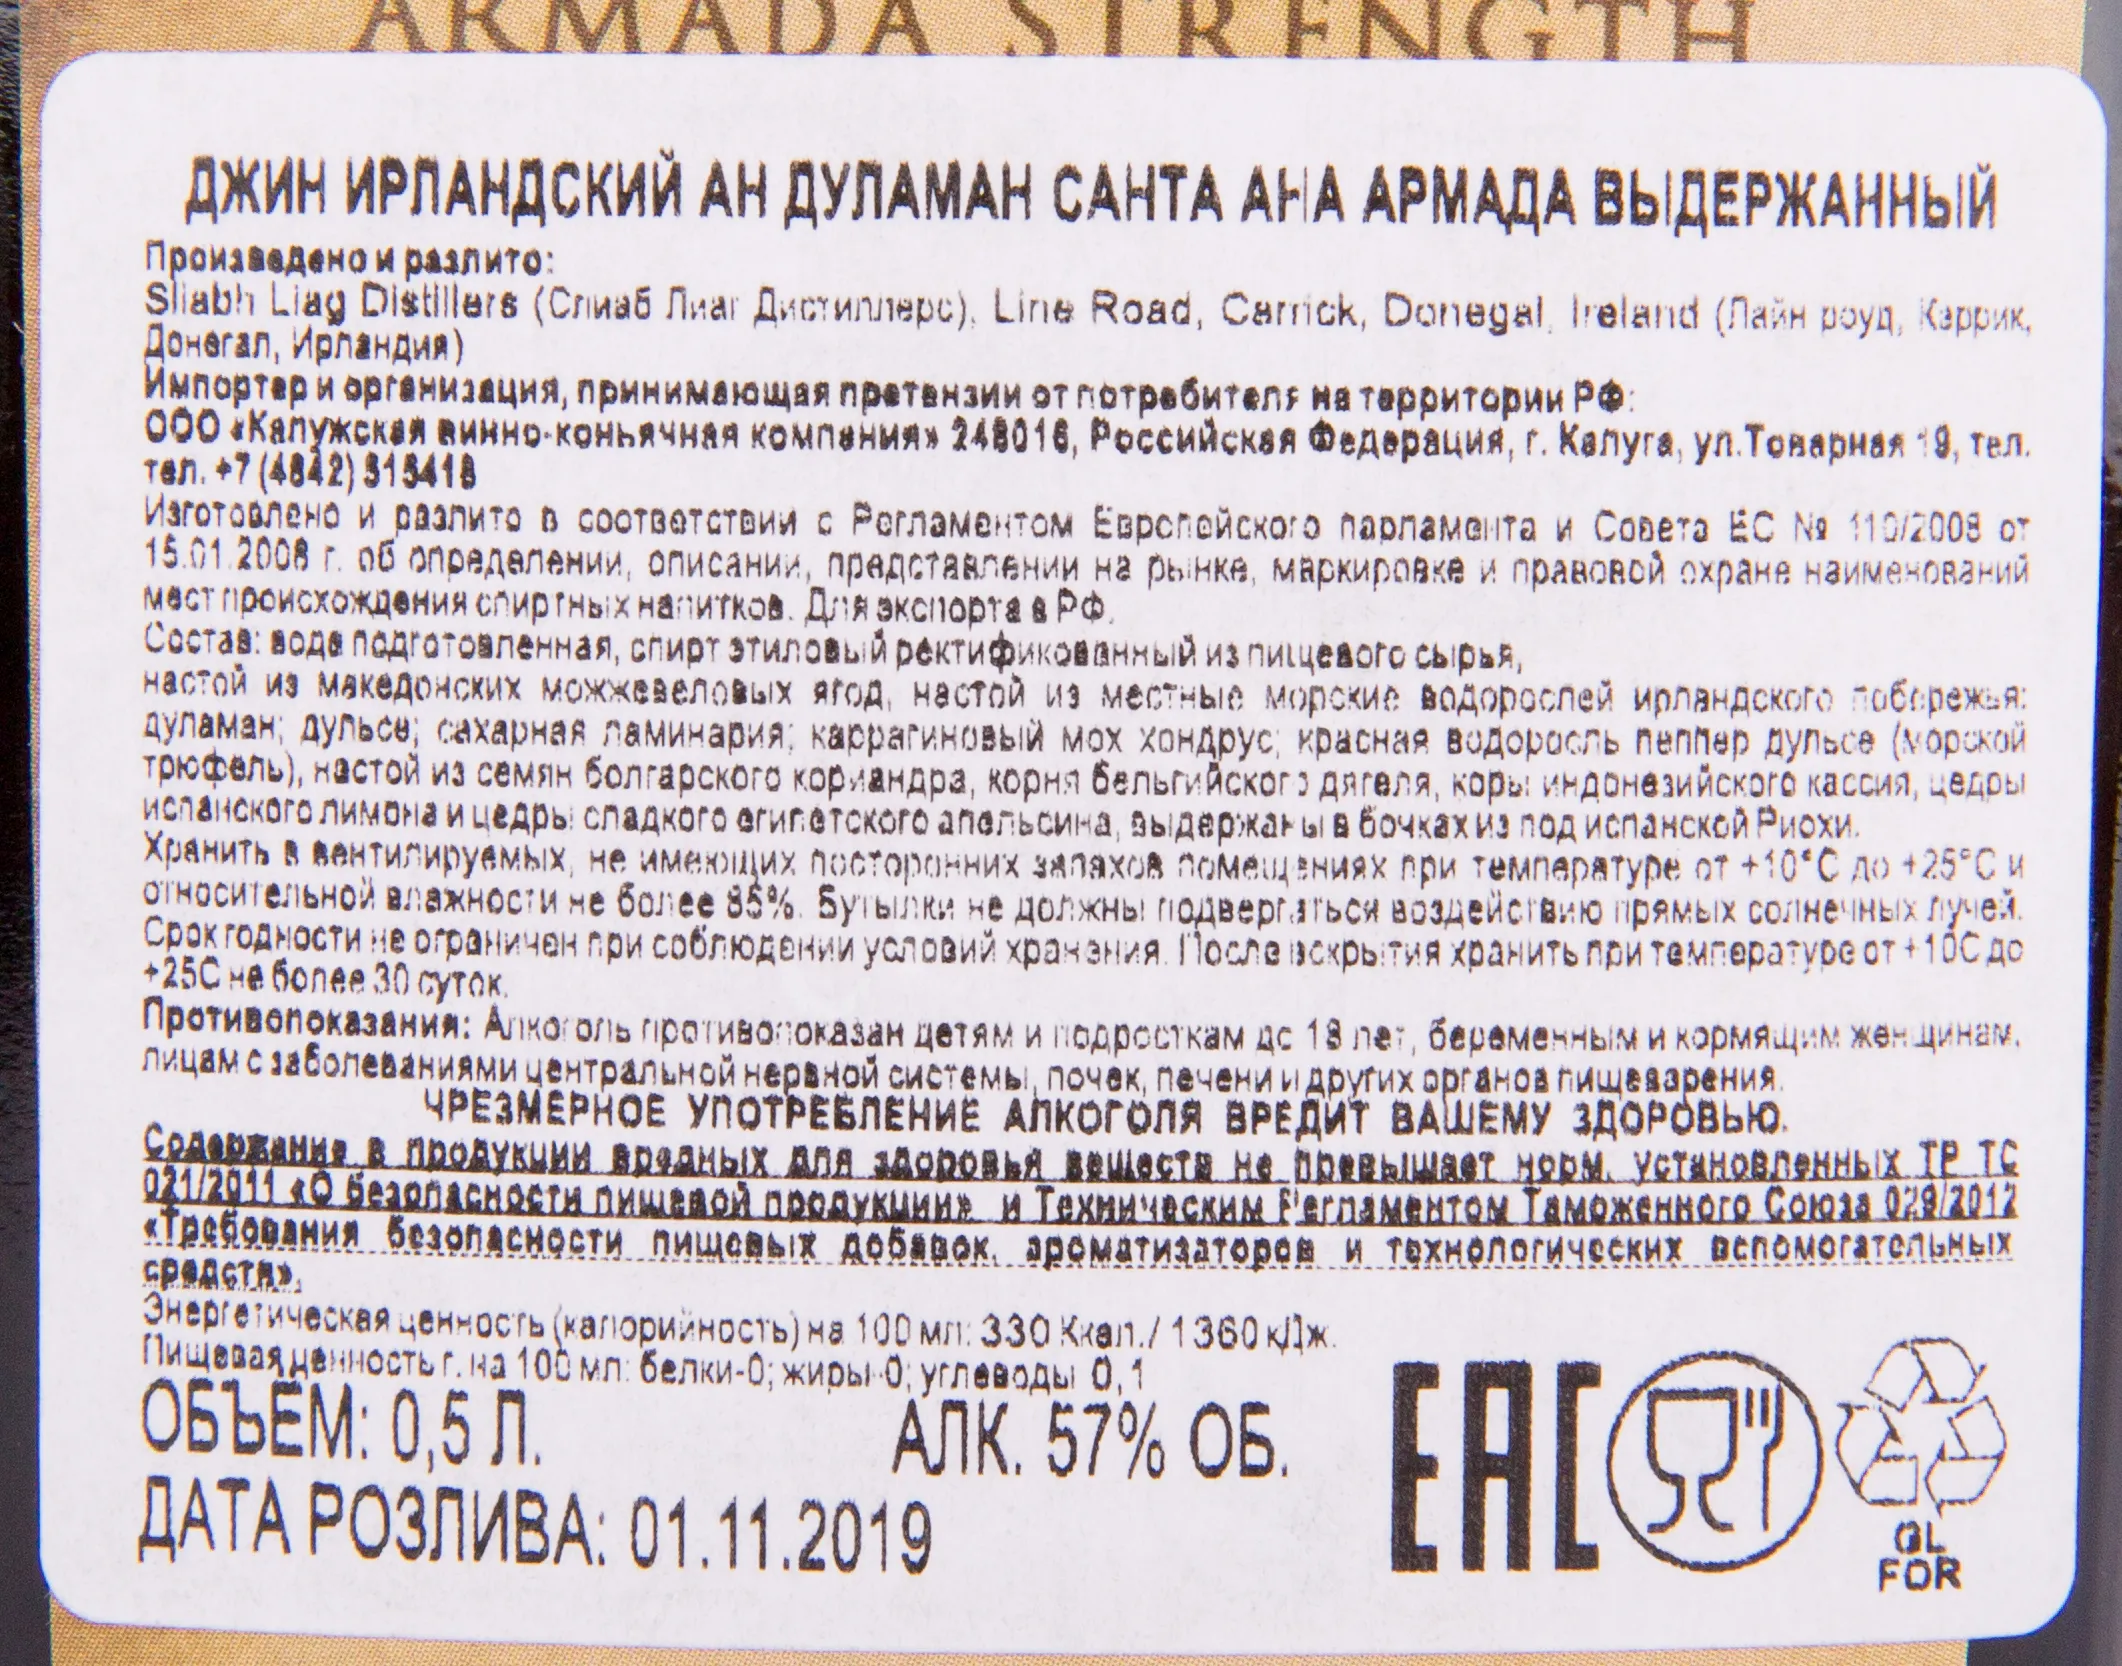 ARMADA STRENGTH
ДЖИН ИРЛАНДСКИЙ АН ДУЛАМАН САНТА АНА АРМАДА ВЫДЕРЖАННЫЙ
Произведено и разлито:
Sliabh Liag Distillers (Слиаб Лиаг Дистиллерс), Line Road, Carrick, Donegal, Ireland (Лайн роуд, Каррик,
Донегал, Ирландия)
Импортер и организация, принимающая претензии от потребителя на территории РФ:
ООО «Калужская винно-коньячная компания» 248016, Российская Федерация, г. Калуга, ул.Товарная 19, тел.
тел. +7 (4842) 315418
Изготовлено и разлито в соответствии с Регламентом Европейского парламента и Совета ЕС № 110/2008 от
15.01.2008 г. об определении, описании, представлении на рынке, маркировке и правовой охране наименований
мест происхождения спиртных напитков. Для экспорта в РФ.
Состав: вода подготовленная, спирт этиловый ректификованный из пищевого сырья,
настой из македонских можжевеловых ягод, настой из местные морские водорослей ирландского побережья:
дуламан; дульсе; сахарная ламинария; каррагиновый мох хондрус; красная водоросль пеппер дульсе (морской
трюфель), настой из семян болгарского кориандра, корня бельгийского дягеля, коры индонезийского кассия, цедры
испанского лимона и цедры сладкого египетского апельсина, выдержаны в бочках из под испанской Риохи.
Хранить в вентилируемых, не имеющих посторонних запахов помещениях при температуре от +10°С до +25°С и
относительной влажности не более 85%. Бутылки не должны подвергаться воздействию прямых солнечных лучей.
Срок годности не ограничен при соблюдении условий хранения. После вскрытия хранить при температуре от +10С до
+25С не более 30 суток.
Противопоказания: Алкоголь противопоказан детям и подросткам до 18 лет, беременным и кормящим женщинам,
лицам с заболеваниями центральной нервной системы, почек, печени и других органов пищеварения.
ЧРЕЗМЕРНОЕ УПОТРЕБЛЕНИЕ АЛКОГОЛЯ ВРЕДИТ ВАШЕМУ ЗДОРОВЬЮ.
Содержание в продукции вредных для здоровья веществ не превышает норм, установленных ТР ТС
021/2011 «О безопасности пищевой продукции» и Техническим Регламентом Таможенного Союза 029/2012
«Требования безопасности пищевых добавок, ароматизаторов и технологических вспомогательных
средств».
Энергетическая ценность (калорийность) на 100 мл: 330 Ккал./ 1360 кДж.
Пищевая ценность г. на 100 мл: белки-0; жиры-0; углеводы 0,1
ОБЪЕМ: 0,5 Л. АЛК. 57% ОБ.
ДАТА РОЗЛИВА: 01.11.2019
EAC
GL
FOR